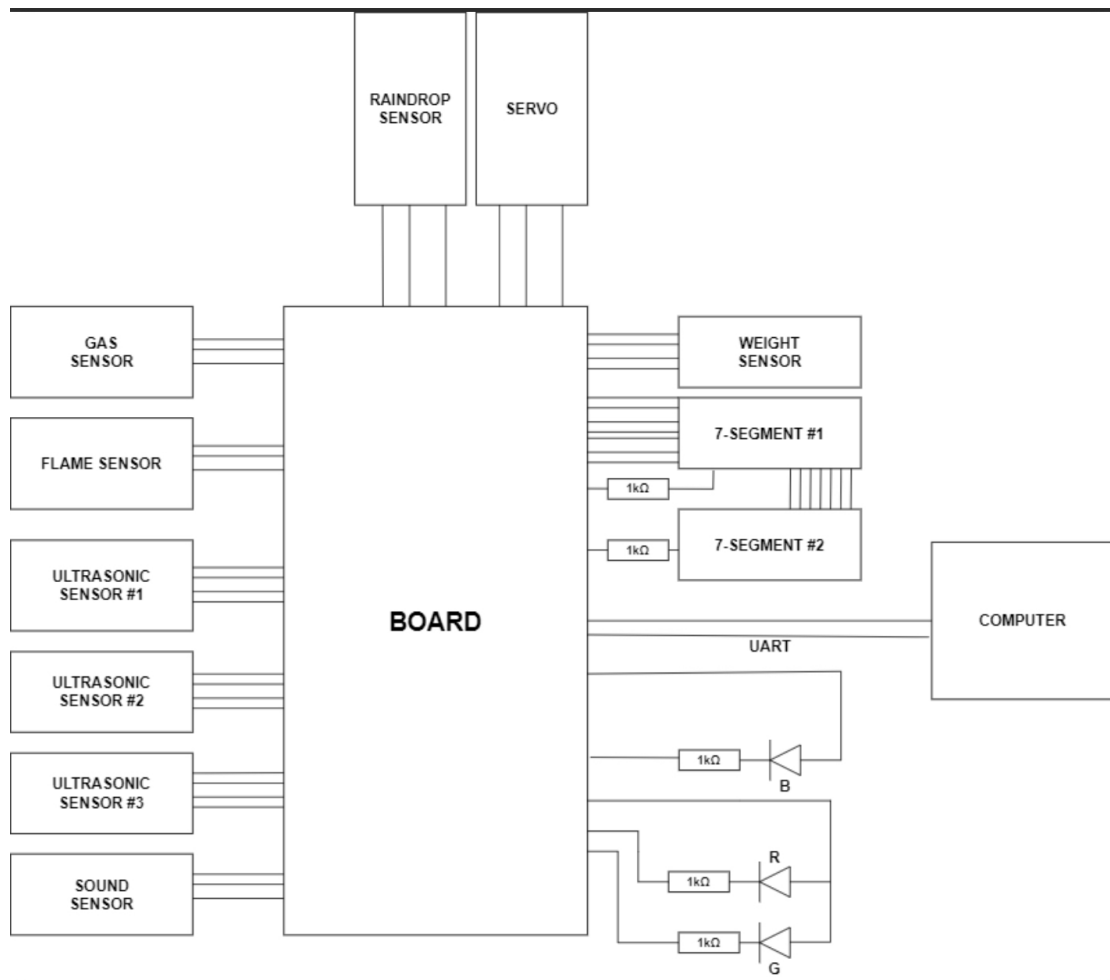 RAINDROP
SENSOR
SERVO
GAS
SENSOR
WEIGHT
SENSOR
FLAME SENSOR
7-SEGMENT #1
1kΩ
7-SEGMENT #2
1kΩ
ULTRASONIC
SENSOR #1
BOARD
COMPUTER
UART
ULTRASONIC
SENSOR #2
1kΩ
B
ULTRASONIC
SENSOR #3
R
1kΩ
SOUND
SENSOR
1kΩ
G